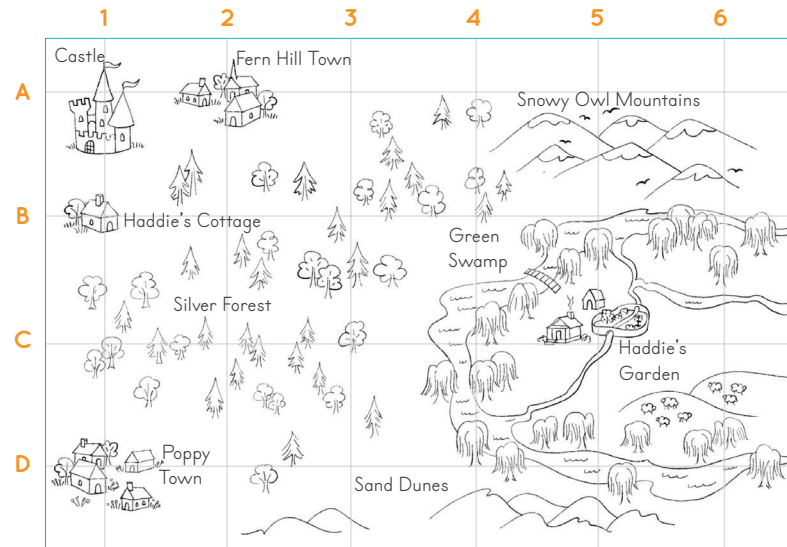 1 2 3 4 5 6
Castle
Fern Hill Town
A
Snowy Owl Mountains
B
Haddie's Cottage
Green
Swamp
Silver Forest
C
Haddie's
Garden
Poppy
Town
D
Sand Dunes